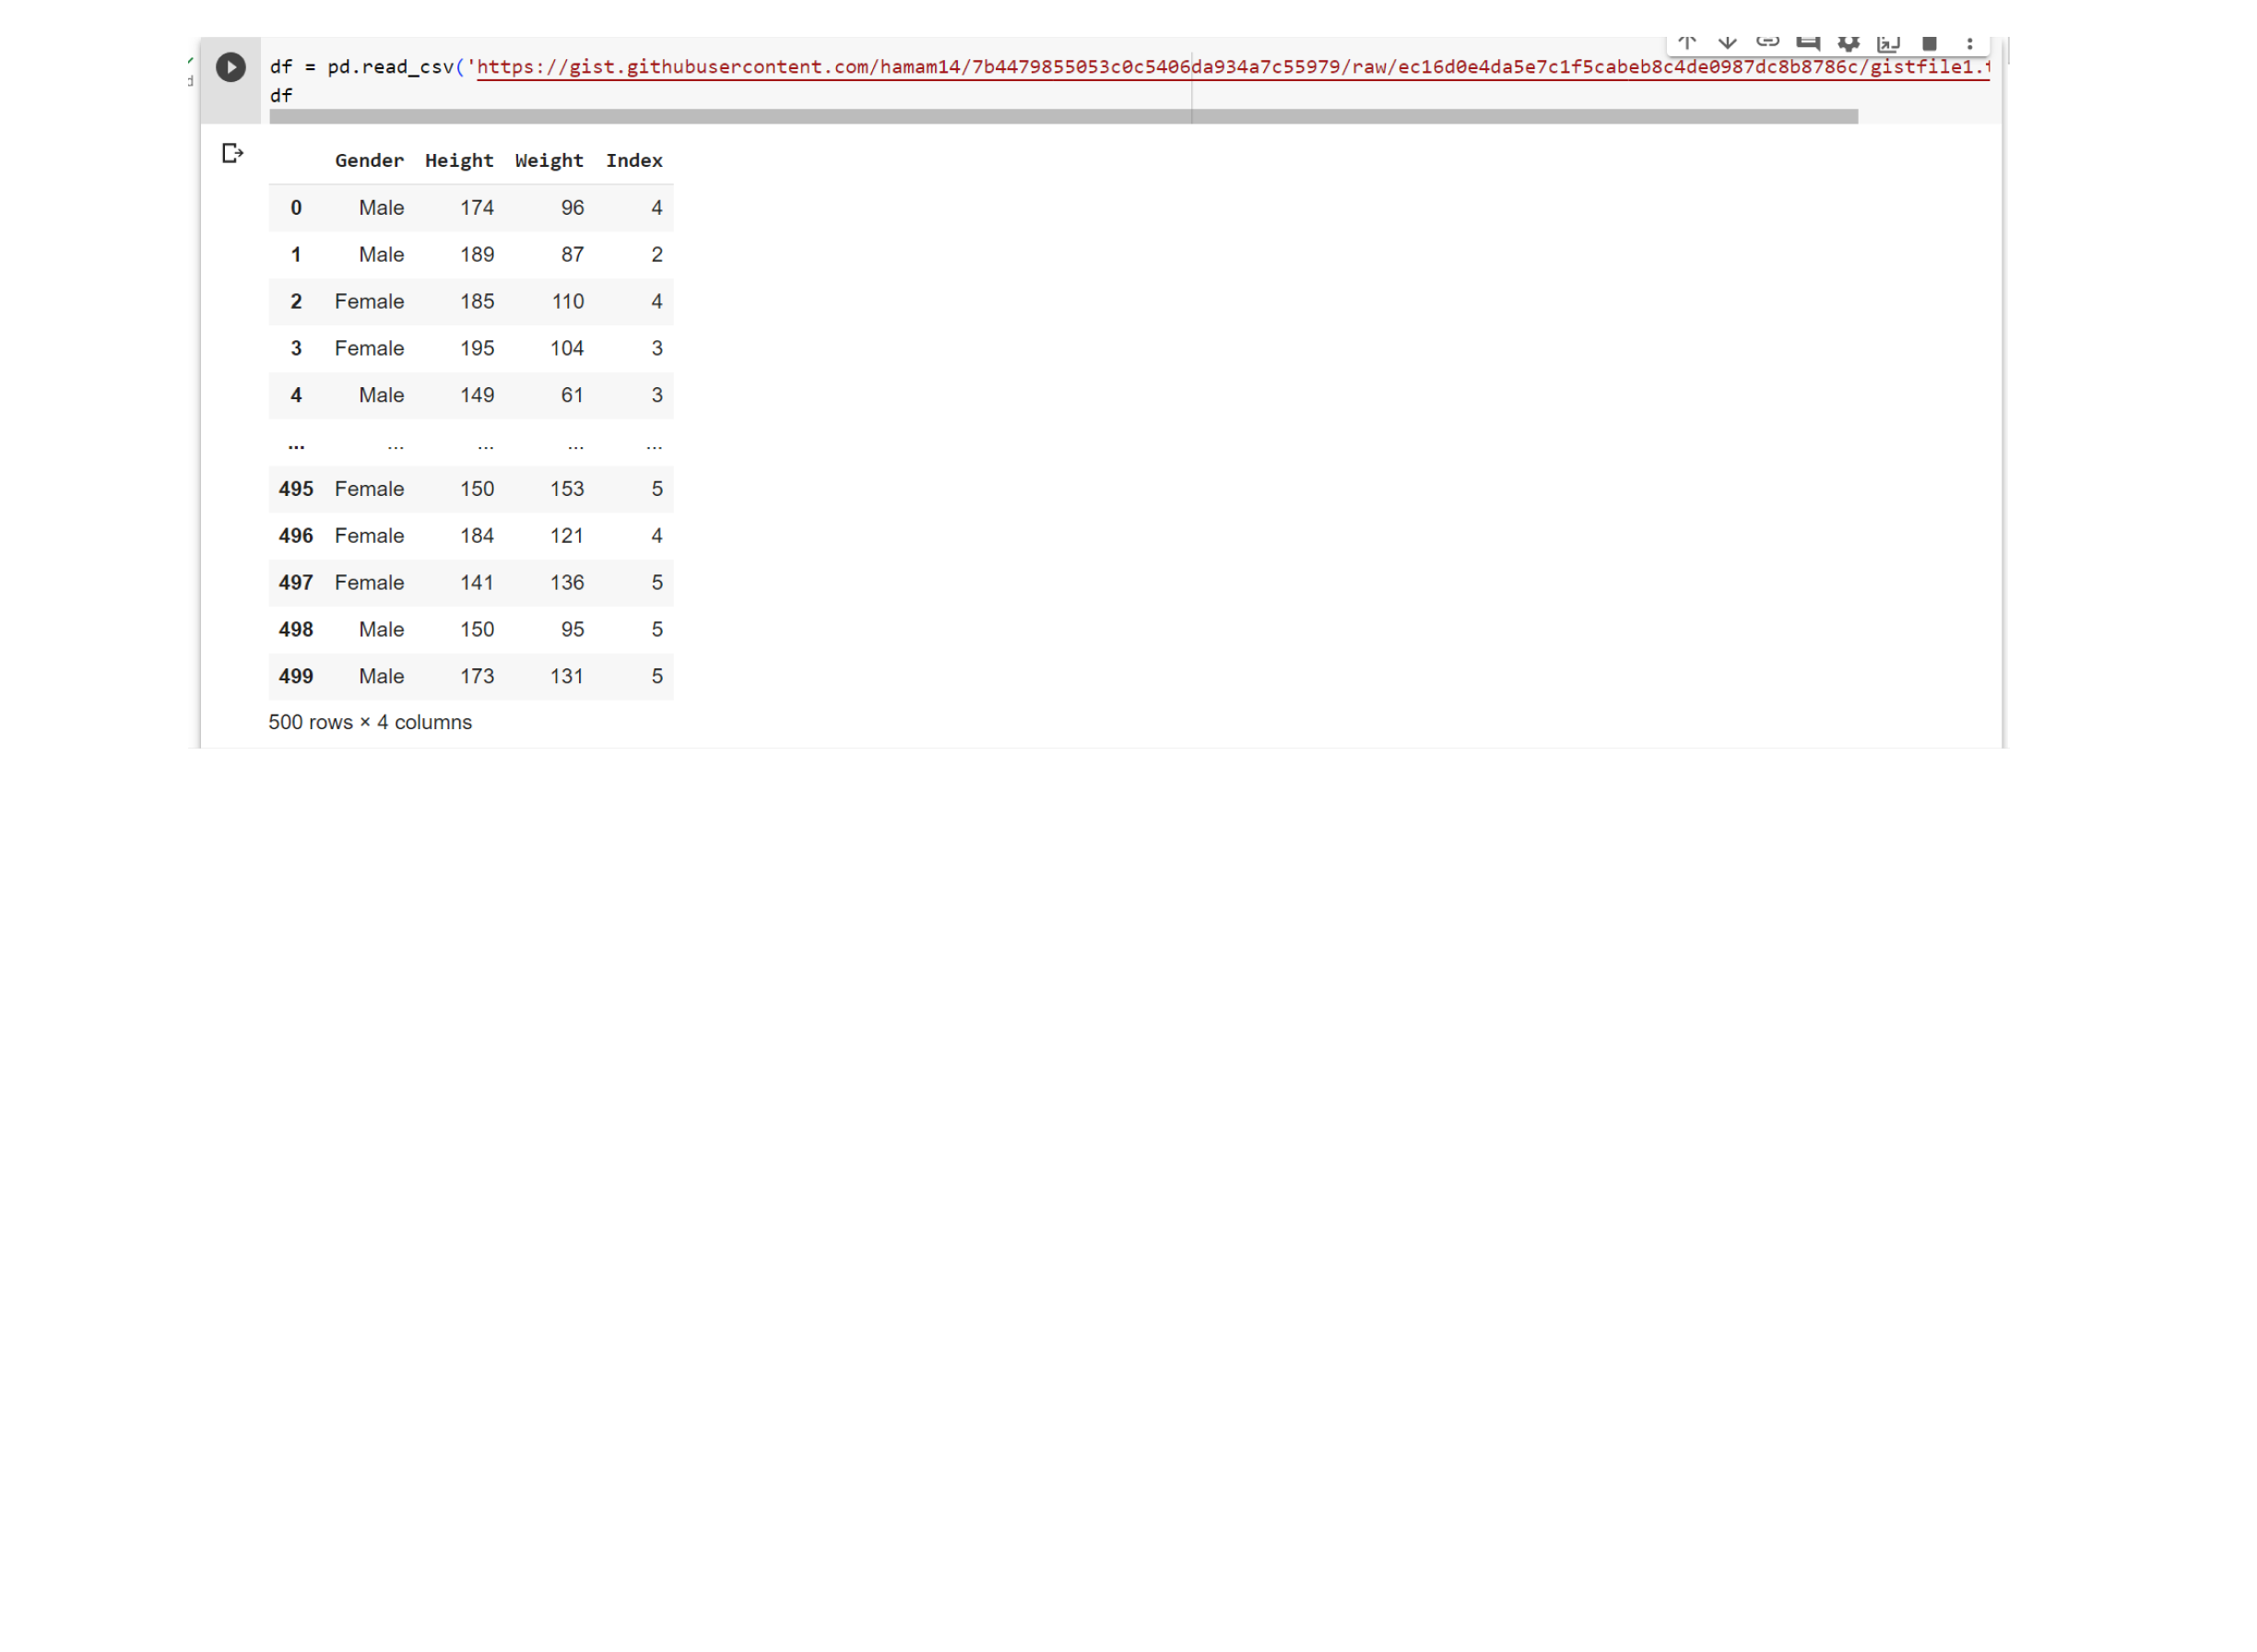 df = pd.read_csv('https://gist.githubusercontent.com/hamam14/7b4479855053c0c5406da934a7c55979/raw/ec16d0e4da5e7c1f5cabeb8c4de0987dc8b8786c/gistfile1.
df
Gender Height Weight Index
0 Male 174 96 4
1 Male 189 87 2
2 Female 185 110 4
3 Female 195 104 3
4 Male 149 61 3
... ... ... ... ...
495 Female 150 153 5
496 Female 184 121 4
497 Female 141 136 5
498 Male 150 95 5
499 Male 173 131 5
500 rows × 4 columns